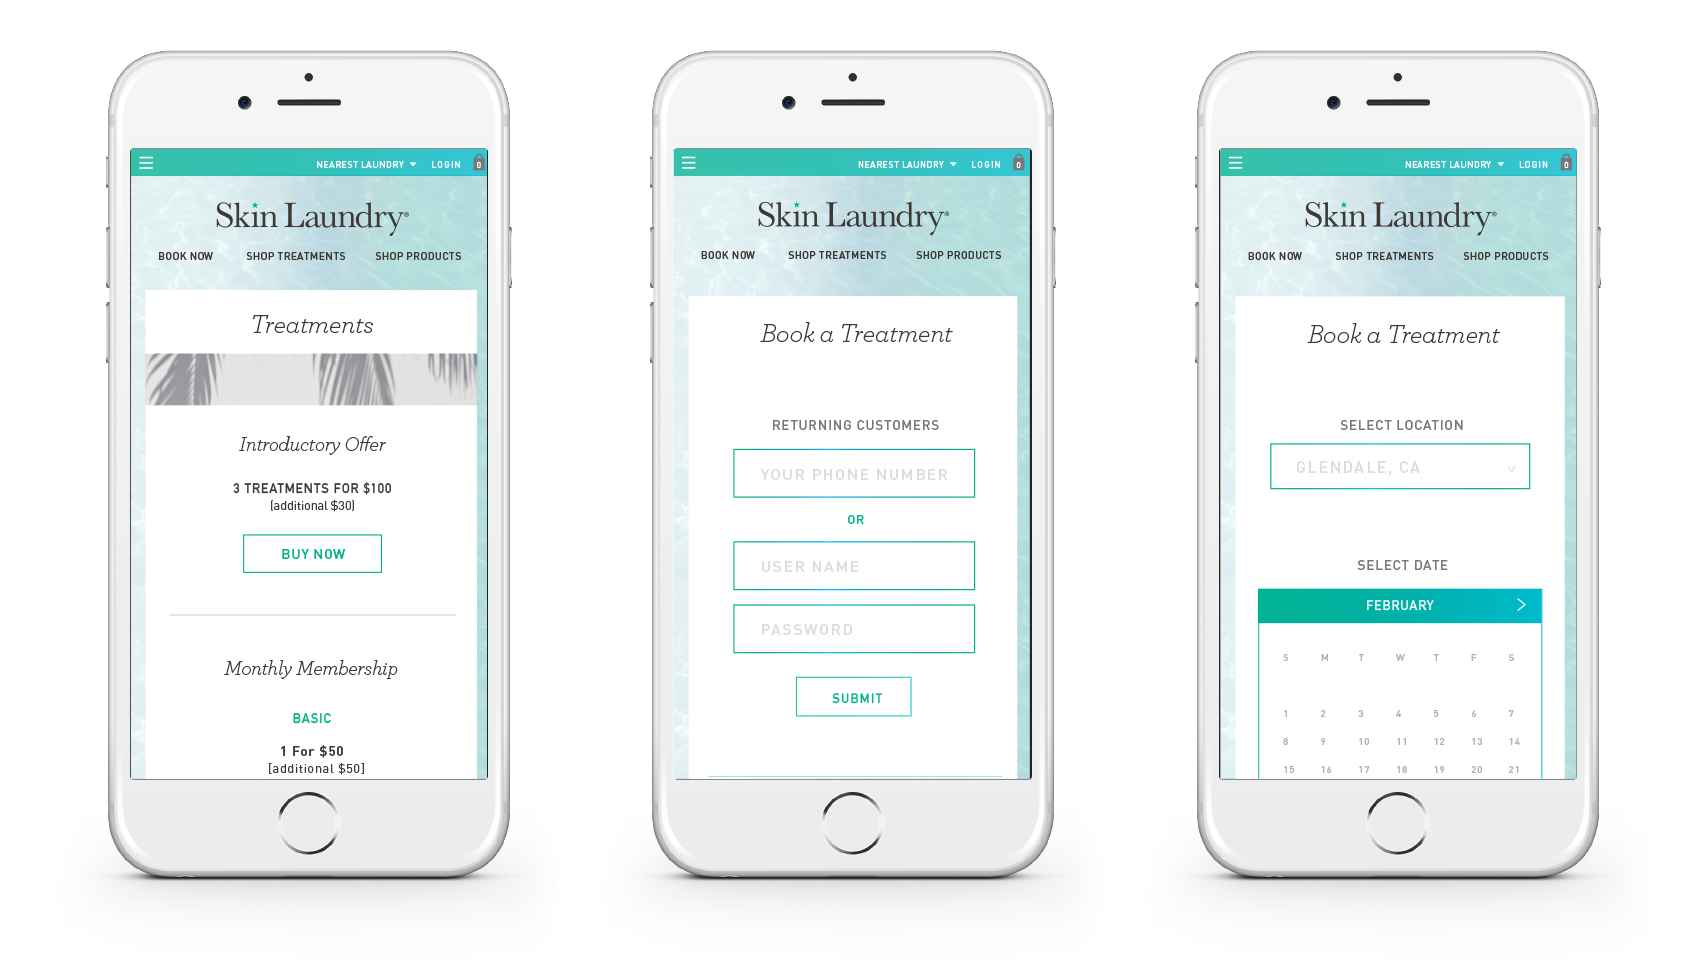 NEAREST LAUNDRY LOGIN 0
Skin Laundry®
BOOK NOW SHOP TREATMENTS SHOP PRODUCTS
Treatments
Introductory Offer
3 TREATMENTS FOR $100
(additional $30)
BUY NOW
Monthly Membership
BASIC
1 For $50
[additional $50]
NEAREST LAUNDRY LOGIN 0
Skin Laundry®
BOOK NOW SHOP TREATMENTS SHOP PRODUCTS
Book a Treatment
RETURNING CUSTOMERS
YOUR PHONE NUMBER
OR
USER NAME
PASSWORD
SUBMIT
NEAREST LAUNDRY LOGIN 0
Skin Laundry®
BOOK NOW SHOP TREATMENTS SHOP PRODUCTS
Book a Treatment
SELECT LOCATION
GLENDALE, CA v
SELECT DATE
FEBRUARY >
S M T W T F S
1 2 3 4 5 6 7
8 9 10 11 12 13 14
15 16 17 18 19 20 21